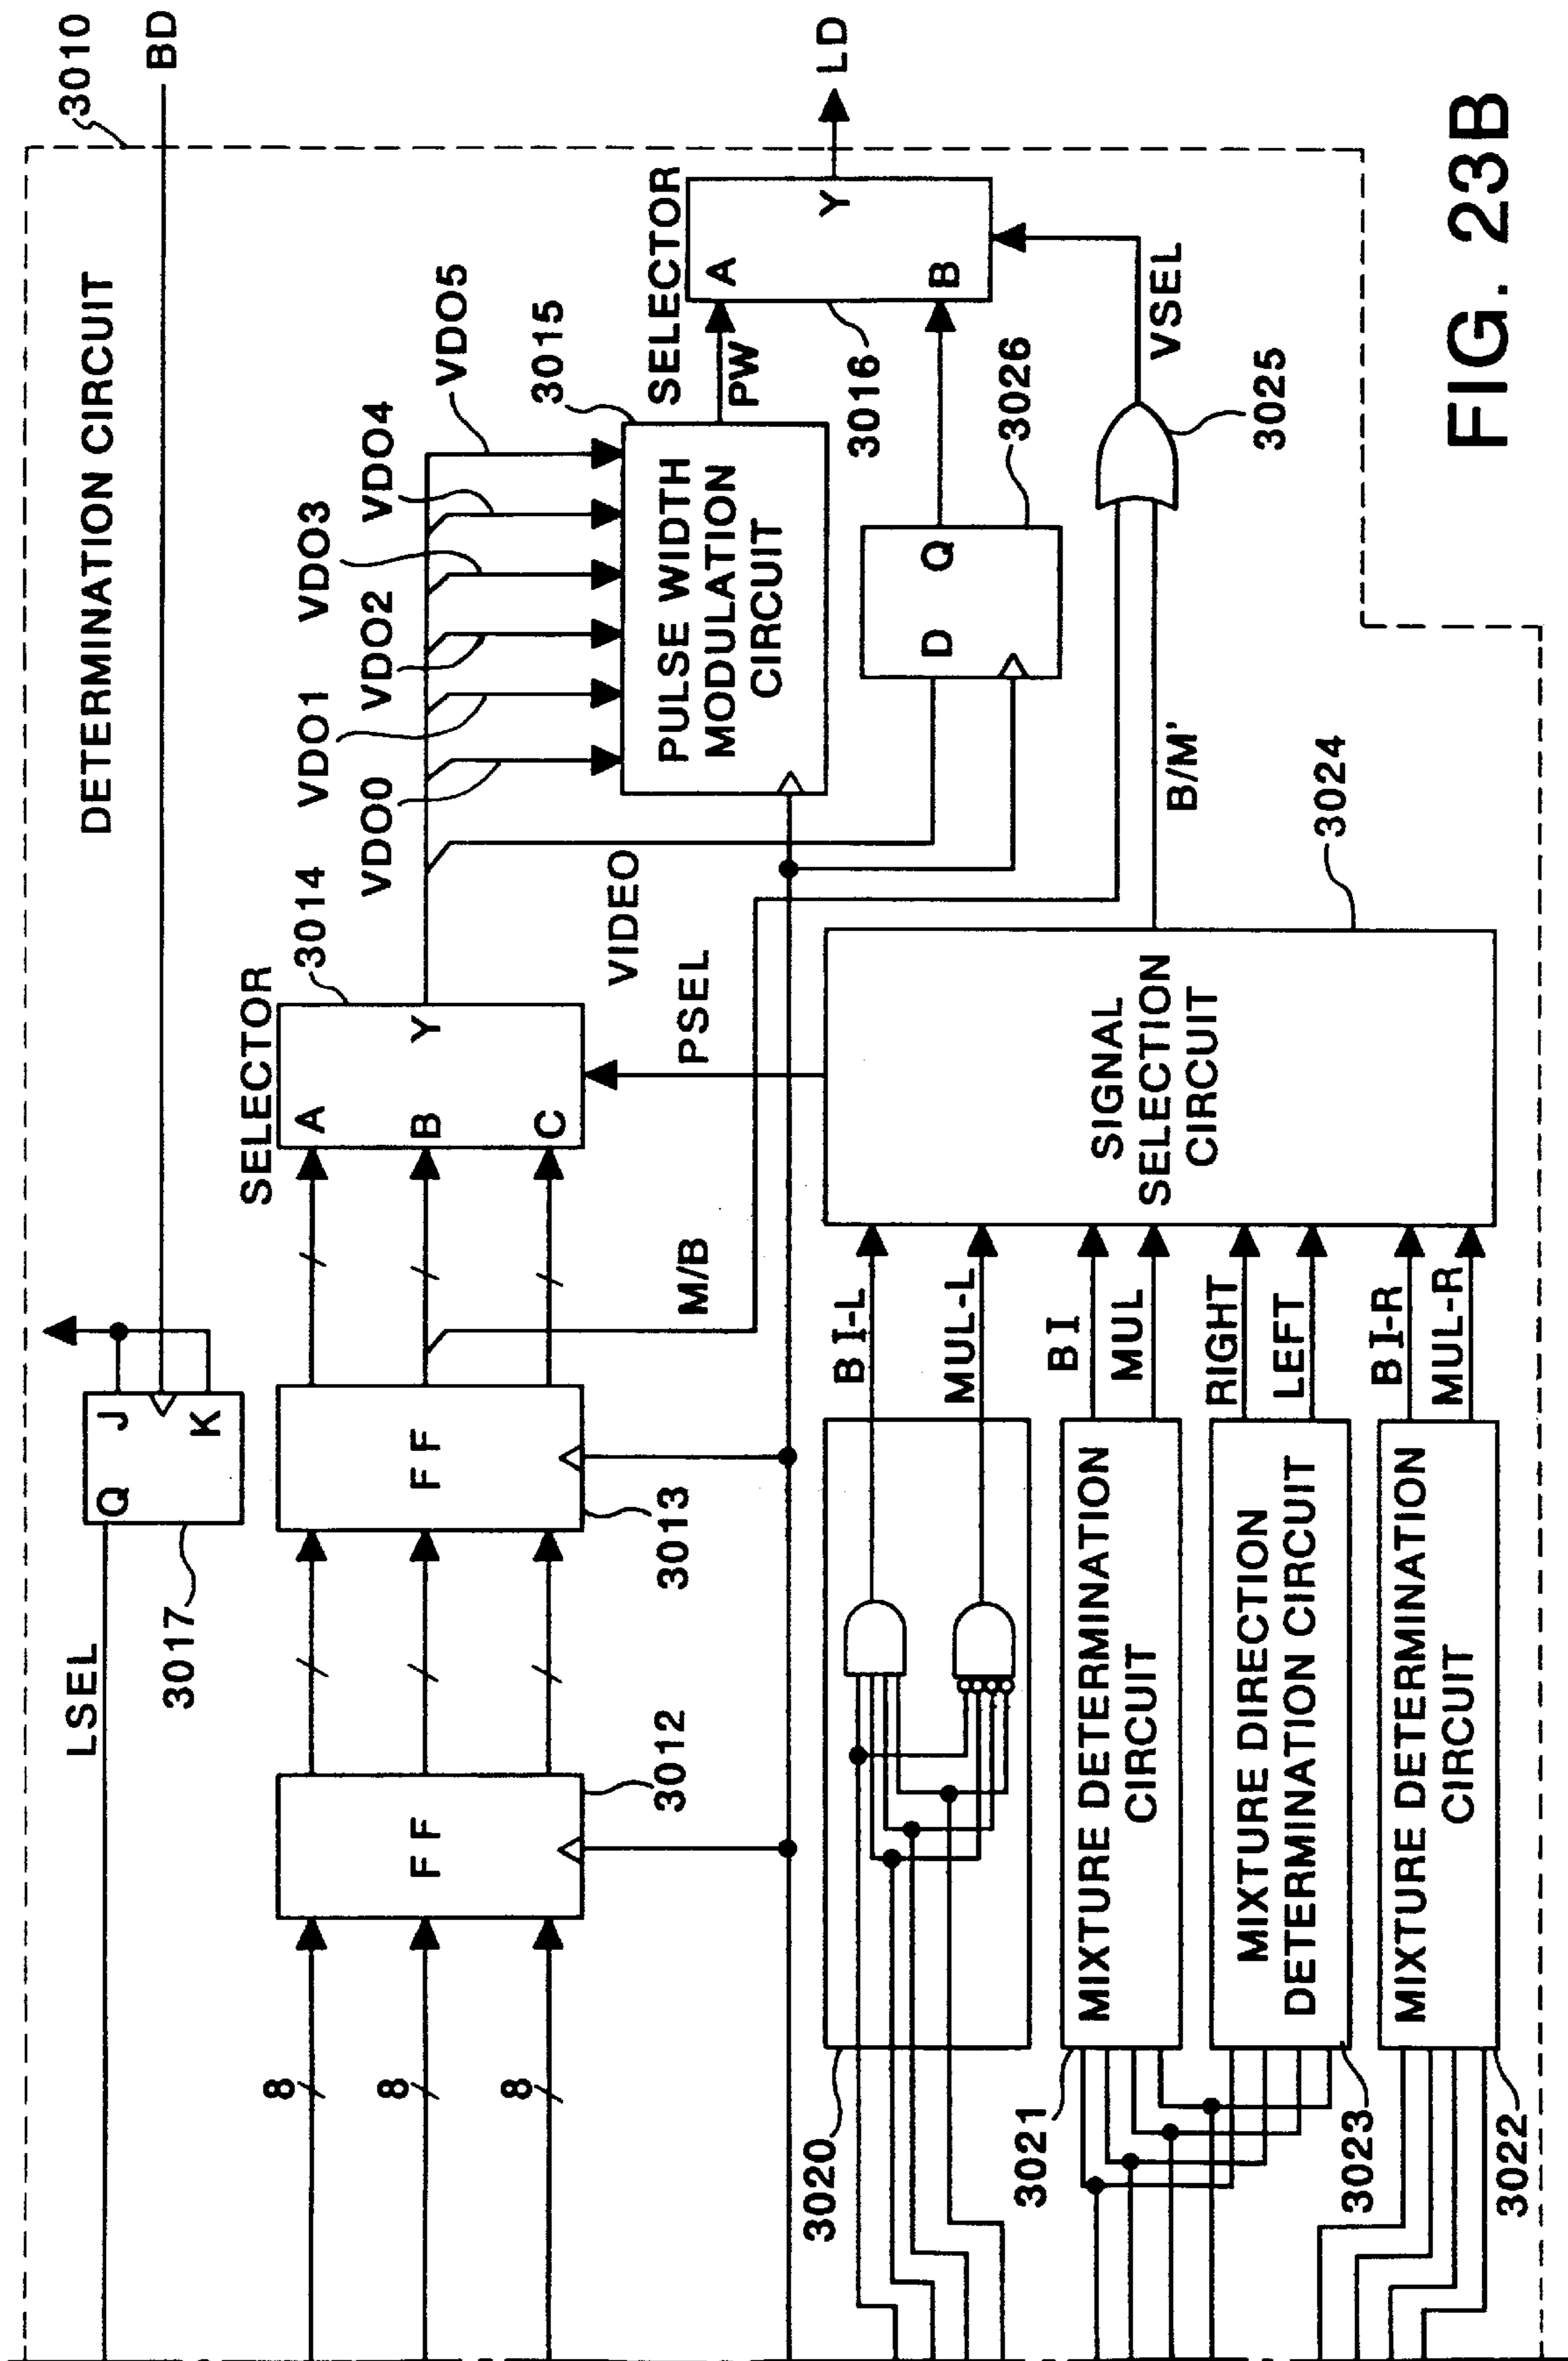 3010
BD
DETERMINATION CIRCUIT
LSEL
Q
J
K
3017
8
8
8
F F
3012
F F
3013
SELECTOR
A
B
C
Y
3014
M/B
PSEL
VIDEO
VDO0
VDO1
VDO2
VDO3
VDO4
VDO5
PULSE WIDTH
MODULATION
CIRCUIT
3015
PW
SELECTOR
A
B
Y
3016
LD
D
Q
3026
VSEL
3025
B/M'
3020
BI-L
MUL-L
3021
MIXTURE DETERMINATION
CIRCUIT
BI
MUL
3023
MIXTURE DIRECTION
DETERMINATION CIRCUIT
RIGHT
LEFT
3022
MIXTURE DETERMINATION
CIRCUIT
BI-R
MUL-R
SIGNAL
SELECTION
CIRCUIT
3024
FIG. 23B